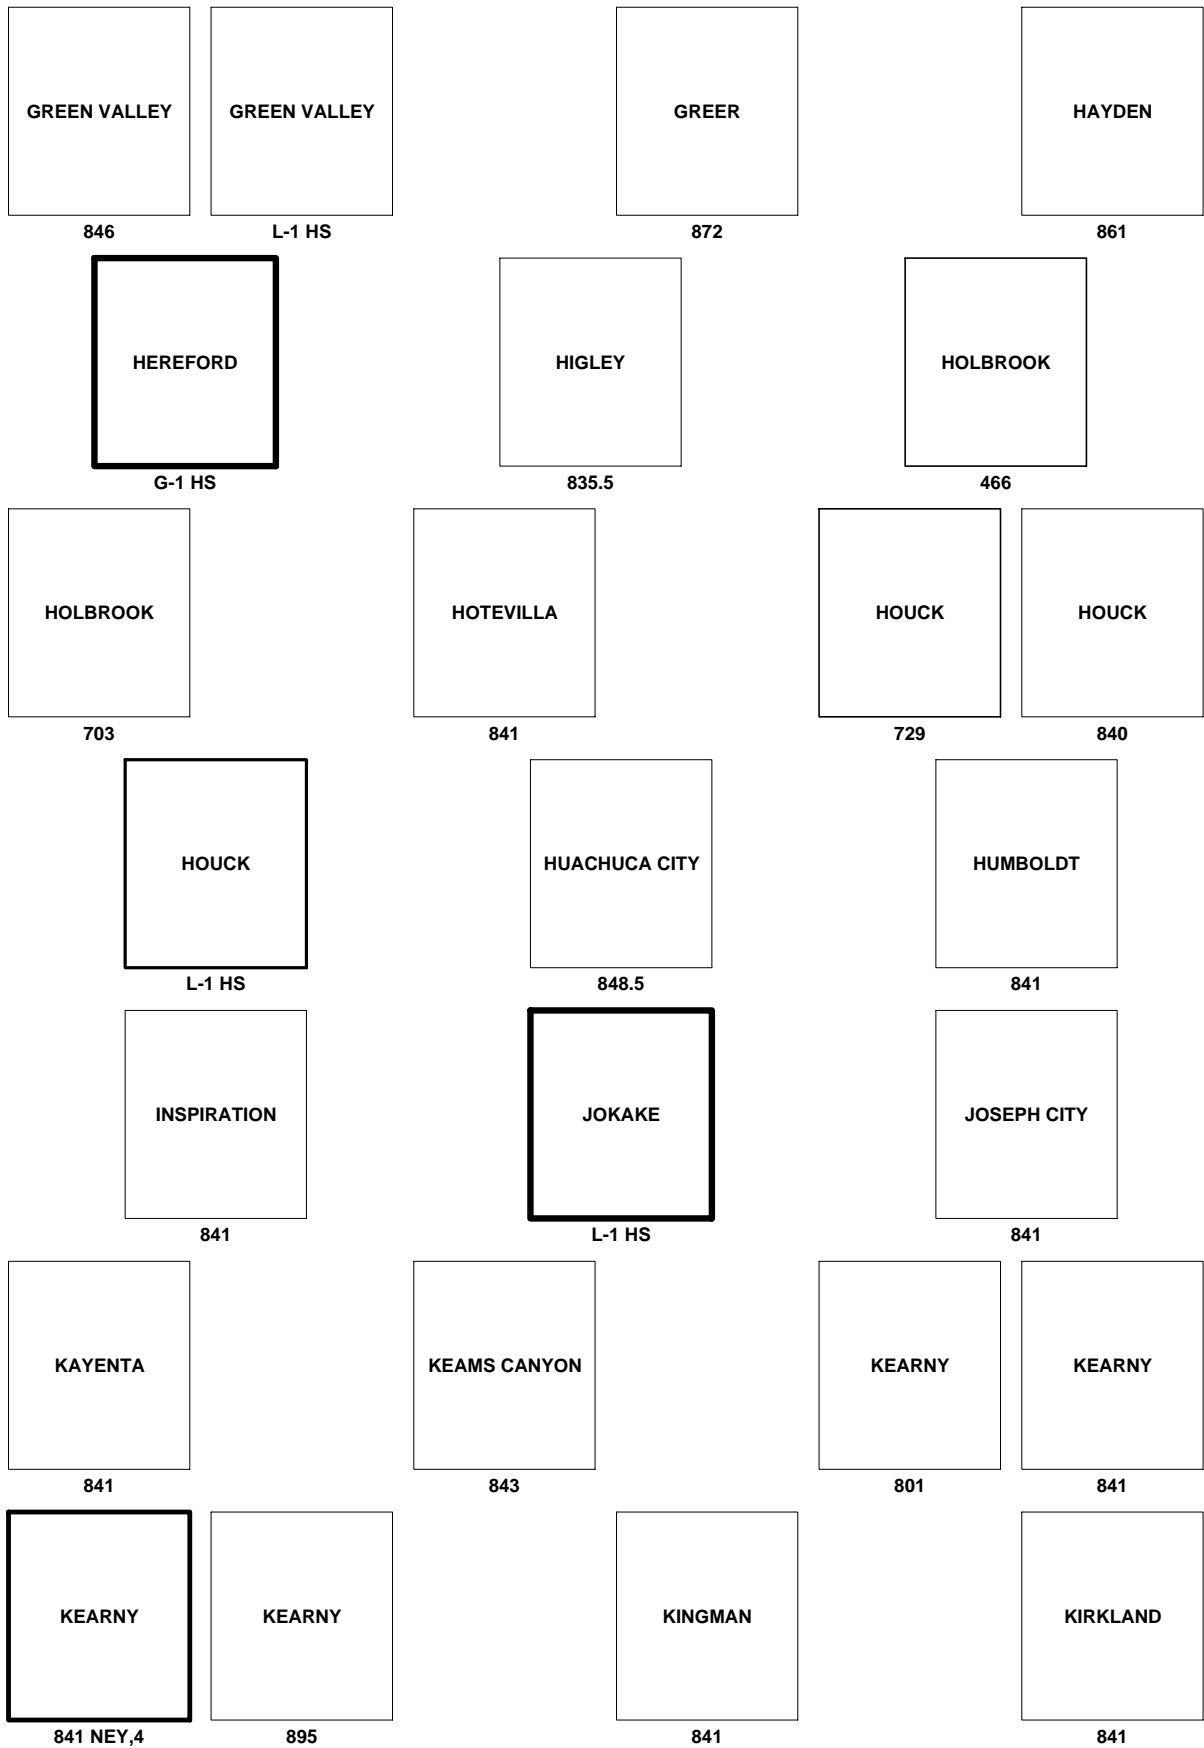 GREEN VALLEY GREEN VALLEY GREER HAYDEN
846 L-1 HS 872 861
HEREFORD HIGLEY HOLBROOK
G-1 HS 835.5 466
HOLBROOK HOTEVILLA HOUCK HOUCK
703 841 729 840
HOUCK HUACHUCA CITY HUMBOLDT
L-1 HS 848.5 841
INSPIRATION JOKAKE JOSEPH CITY
841 L-1 HS 841
KAYENTA KEAMS CANYON KEARNY KEARNY
841 843 801 841
KEARNY KEARNY KINGMAN KIRKLAND
841 NEY,4 895 841 841